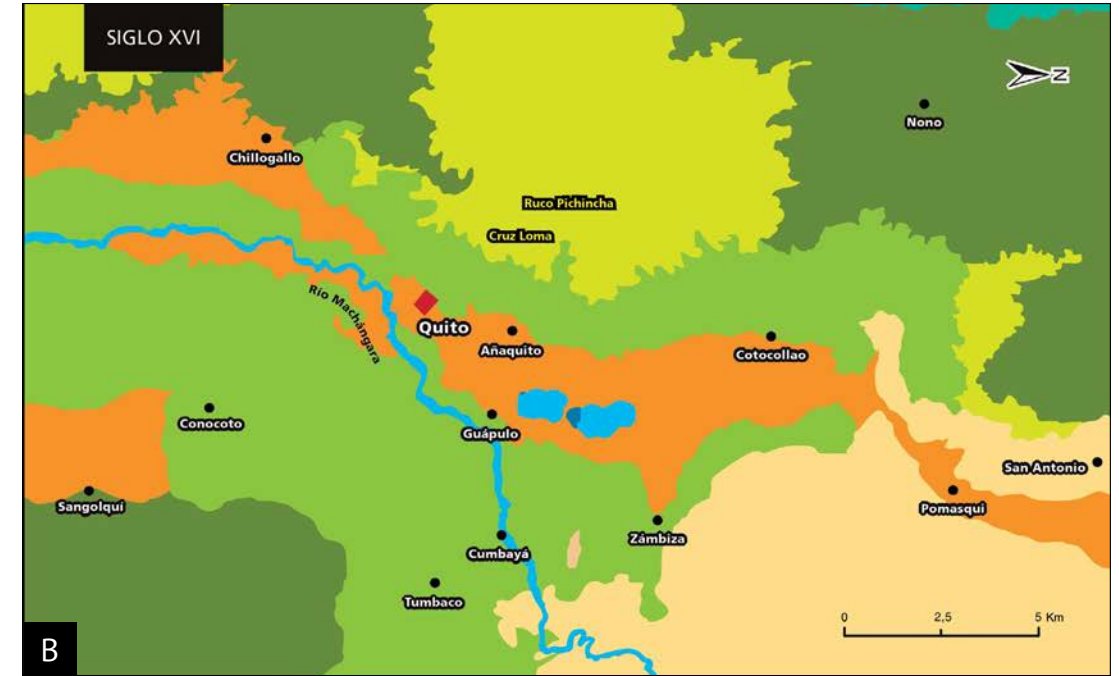 SIGLO XVI
N
Nono
Chillogallo
Ruco Pichincha
Cruz Loma
Río Machángara
Quito
Añaquito
Cotocollao
Conocoto
Guápulo
San Antonio
Sangolquí
Pomasqui
Zámbiza
Cumbayá
Tumbaco
0 2,5 5 Km
B